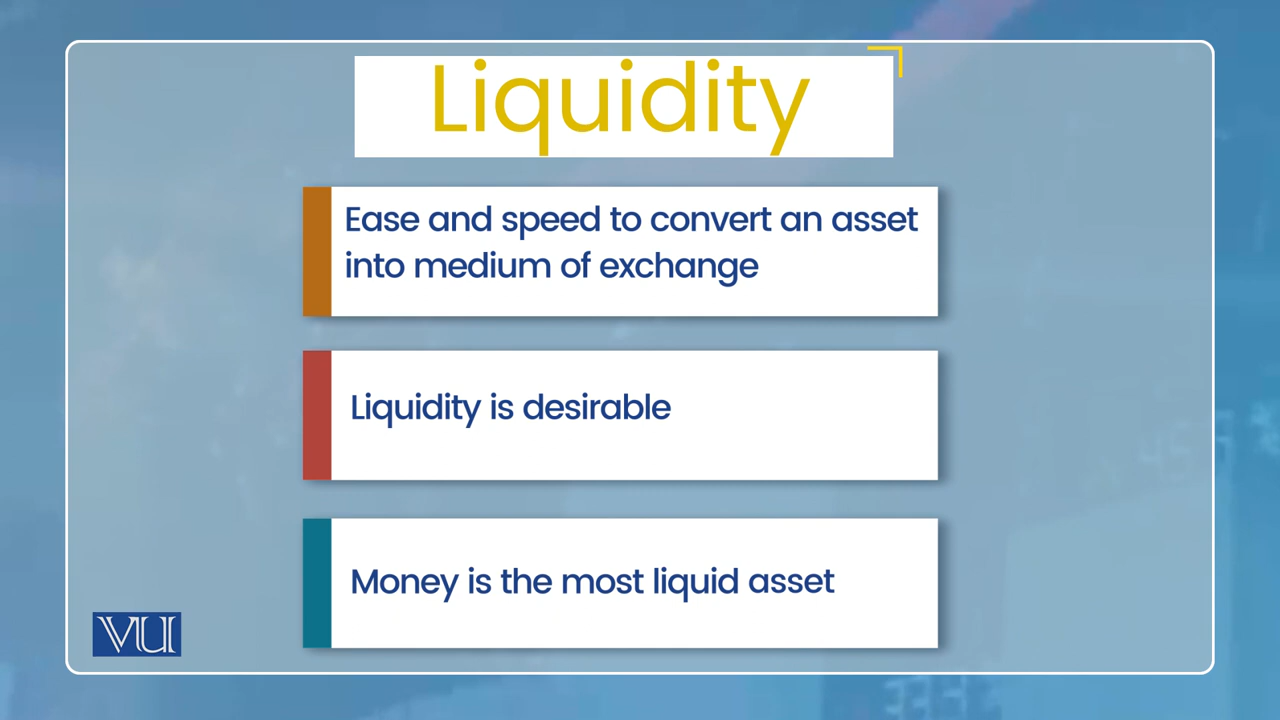 Liquidity
Ease and speed to convert an asset
into medium of exchange
Liquidity is desirable
Money is the most liquid asset
VU